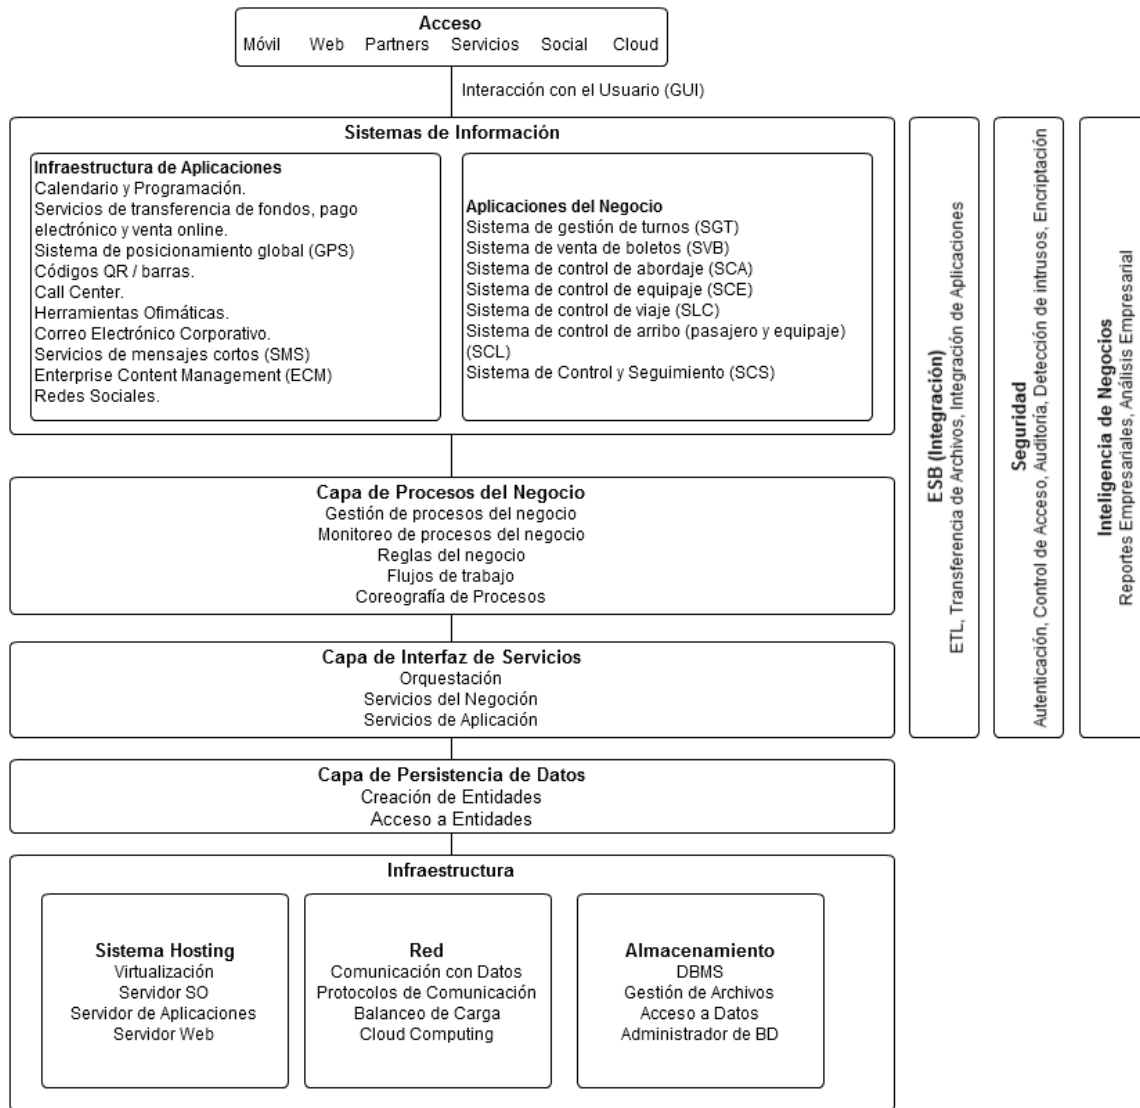 Acceso
Móvil Web Partners Servicios Social Cloud
Interacción con el Usuario (GUI)
Sistemas de Información
Infraestructura de Aplicaciones
Calendario y Programación.
Servicios de transferencia de fondos, pago
electrónico y venta online.
Sistema de posicionamiento global (GPS)
Códigos QR / barras.
Call Center.
Herramientas Ofimáticas.
Correo Electrónico Corporativo.
Servicios de mensajes cortos (SMS)
Enterprise Content Management (ECM)
Redes Sociales.
Aplicaciones del Negocio
Sistema de gestión de turnos (SGT)
Sistema de venta de boletos (SVB)
Sistema de control de abordaje (SCA)
Sistema de control de equipaje (SCE)
Sistema de control de viaje (SLC)
Sistema de control de arribo (pasajero y equipaje)
(SCL)
Sistema de Control y Seguimiento (SCS)
Capa de Procesos del Negocio
Gestión de procesos del negocio
Monitoreo de procesos del negocio
Reglas del negocio
Flujos de trabajo
Coreografía de Procesos
Capa de Interfaz de Servicios
Orquestación
Servicios del Negoción
Servicios de Aplicación
Capa de Persistencia de Datos
Creación de Entidades
Acceso a Entidades
Infraestructura
Sistema Hosting
Virtualización
Servidor SO
Servidor de Aplicaciones
Servidor Web
Red
Comunicación con Datos
Protocolos de Comunicación
Balanceo de Carga
Cloud Computing
Almacenamiento
DBMS
Gestión de Archivos
Acceso a Datos
Administrador de BD
ESB (Integración)
ETL, Transferencia de Archivos, Integración de Aplicaciones
Seguridad
Autenticación, Control de Acceso, Auditoría, Detección de intrusos, Encriptación
Inteligencia de Negocios
Reportes Empresariales, Análisis Empresarial